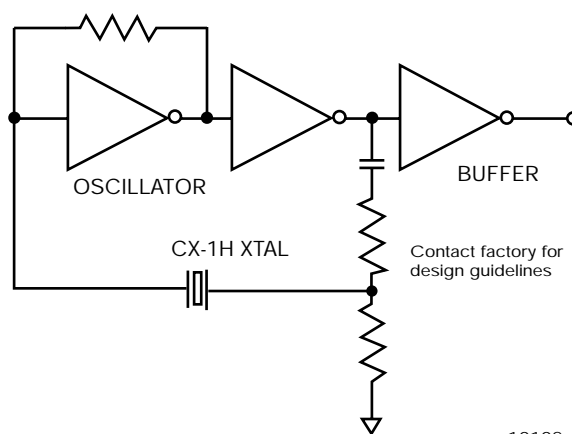 OSCILLATOR
BUFFER
CX-1H XTAL
Contact factory for
design guidelines